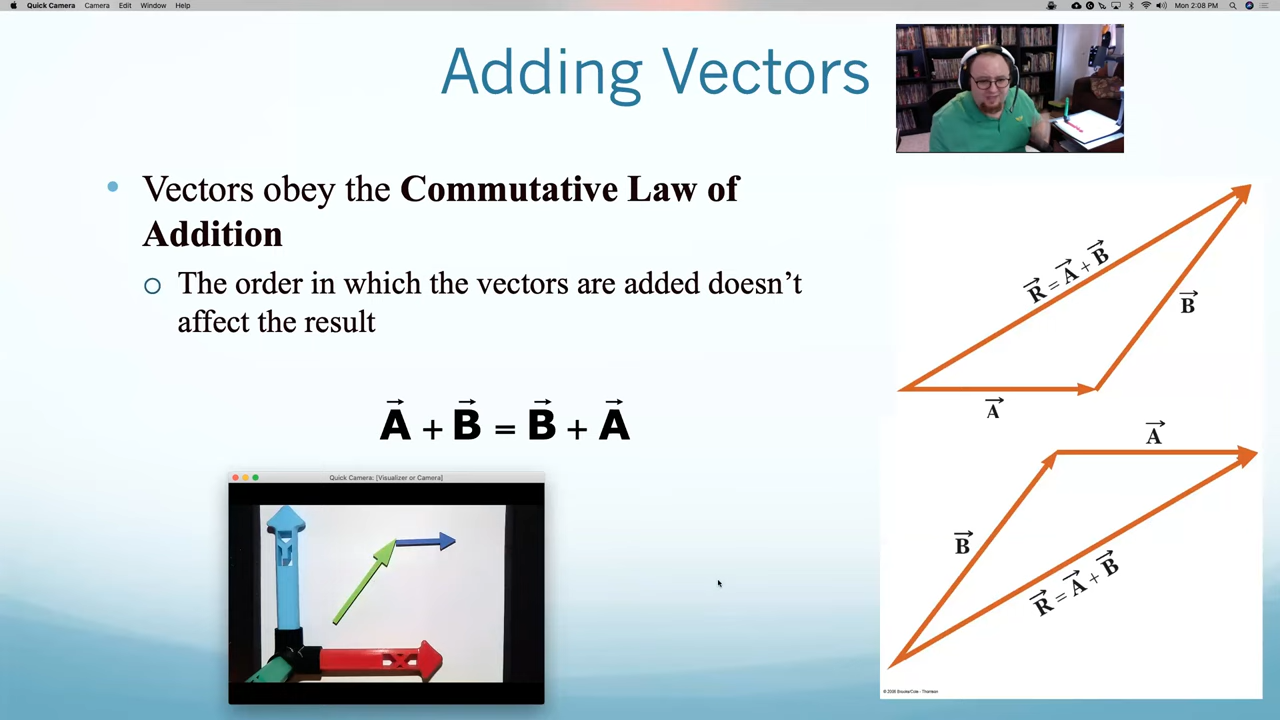 Quick Camera Camera Edit Window Help Mon 2:08 PM
Adding Vectors
• Vectors obey the Commutative Law of
Addition
o The order in which the vectors are added doesn't
affect the result
A⃗ + B⃗ = B⃗ + A⃗
R⃗ = A⃗ + B⃗
B⃗
A⃗
A⃗
B⃗
R⃗ = A⃗ + B⃗
Quick Camera: [Visualizer or Camera]
Y
X
© 2006 Brooks/Cole - Thomson